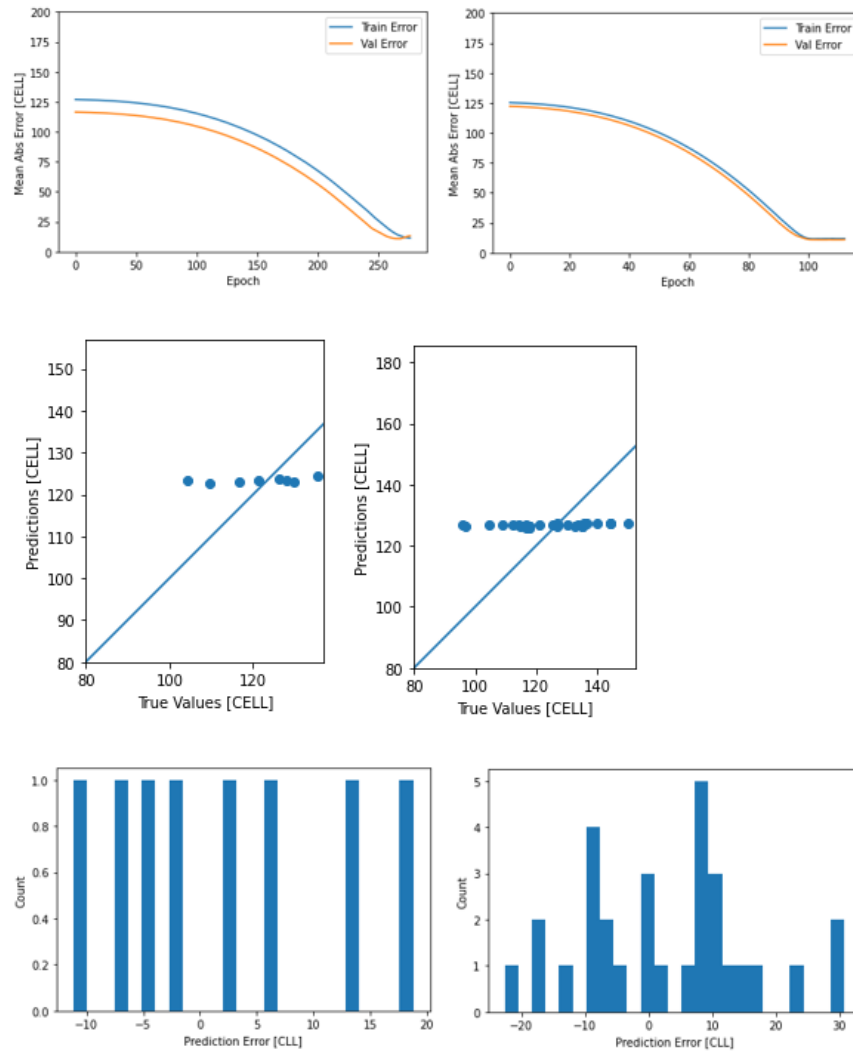 200
175
150
125
100
75
50
25
0
Mean Abs Error [CELL]
Train Error
Val Error
0 50 100 150 200 250
Epoch
200
175
150
125
100
75
50
25
0
Mean Abs Error [CELL]
Train Error
Val Error
0 20 40 60 80 100
Epoch
150
140
130
120
110
100
90
80
Predictions [CELL]
80 100 120
True Values [CELL]
180
160
140
120
100
80
Predictions [CELL]
80 100 120 140
True Values [CELL]
1.0
0.8
0.6
0.4
0.2
0.0
Count
−10 −5 0 5 10 15 20
Prediction Error [CLL]
5
4
3
2
1
0
Count
−20 −10 0 10 20 30
Prediction Error [CLL]